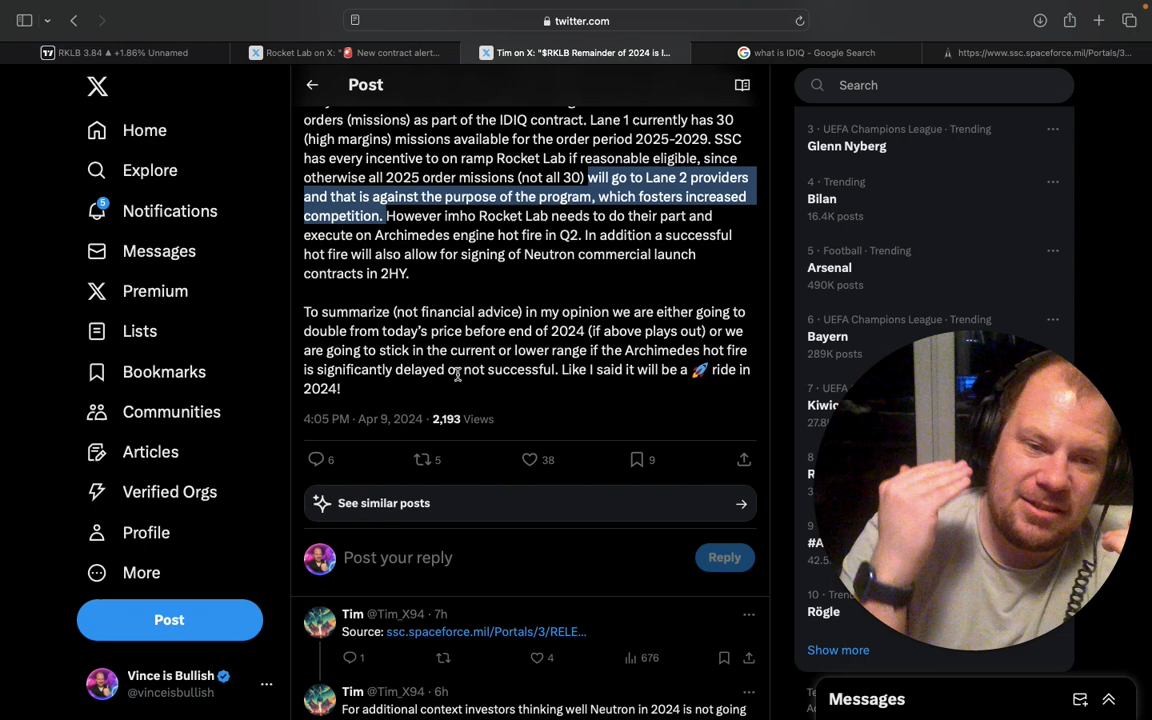 twitter.com
RKLB 3.84 ▲ +1.86% Unnamed
Rocket Lab on X: "🚨 New contract alert...
Tim on X: "$RKLB Remainder of 2024 is l...
what is IDIQ - Google Search
https://www.ssc.spaceforce.mil/Portals/3...
Home
Explore
5
Notifications
Messages
Premium
Lists
Bookmarks
Communities
Articles
Verified Orgs
Profile
More
Post
Vince is Bullish
@vinceisbullish
Post
orders (missions) as part of the IDIQ contract. Lane 1 currently has 30
(high margins) missions available for the order period 2025-2029. SSC
has every incentive to on ramp Rocket Lab if reasonable eligible, since
otherwise all 2025 order missions (not all 30) will go to Lane 2 providers
and that is against the purpose of the program, which fosters increased
competition. However imho Rocket Lab needs to do their part and
execute on Archimedes engine hot fire in Q2. In addition a successful
hot fire will also allow for signing of Neutron commercial launch
contracts in 2HY.
To summarize (not financial advice) in my opinion we are either going to
double from today's price before end of 2024 (if above plays out) or we
are going to stick in the current or lower range if the Archimedes hot fire
is significantly delayed or not successful. Like I said it will be a 🚀 ride in
2024!
4:05 PM · Apr 9, 2024 · 2,193 Views
6
5
38
9
See similar posts
Post your reply
Reply
Tim @Tim_X94 · 7h
Source: ssc.spaceforce.mil/Portals/3/RELE...
1
4
676
Tim @Tim_X94 · 6h
For additional context investors thinking well Neutron in 2024 is not going
Search
3 · UEFA Champions League · Trending
Glenn Nyberg
4 · Trending
Bilan
16.4K posts
5 · Football · Trending
Arsenal
490K posts
6 · UEFA Champions League · Trending
Bayern
289K posts
7 ·
Kiwio
27.8
8
R
3
9
#A
42.5
10 · Trend
Rögle
Show more
Messages